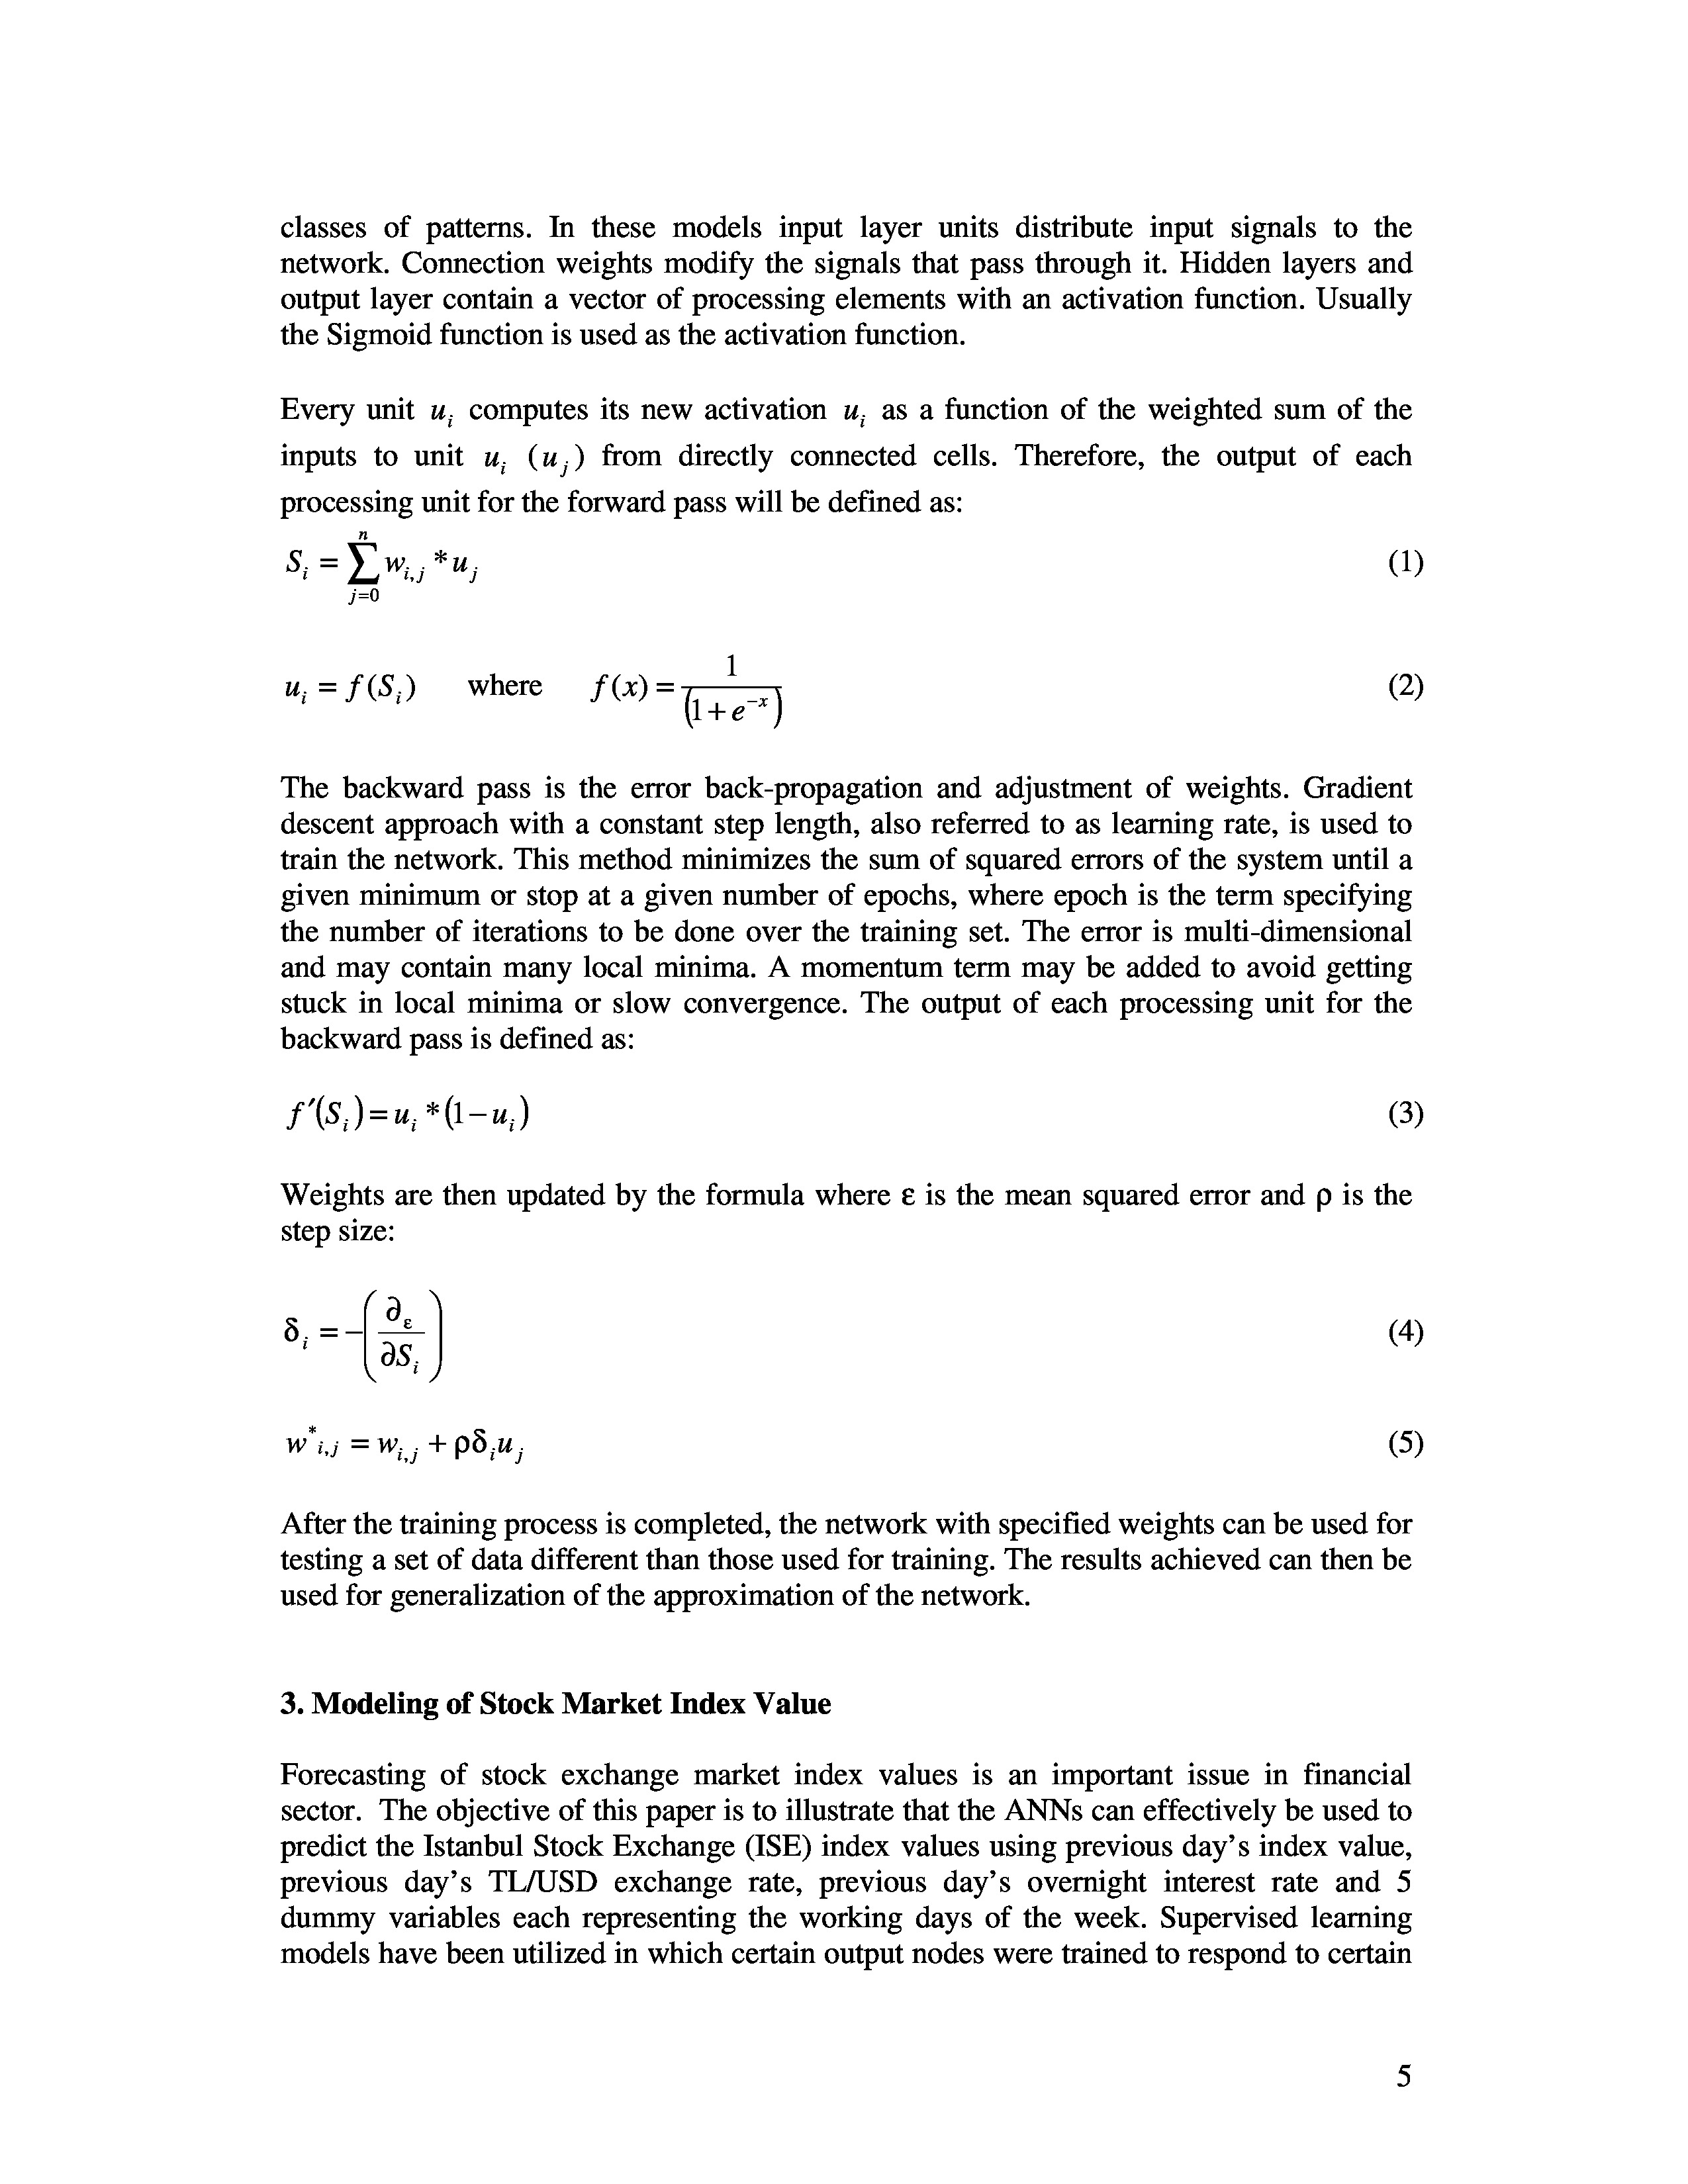 classes of patterns. In these models input layer units distribute input signals to the
network. Connection weights modify the signals that pass through it. Hidden layers and
output layer contain a vector of processing elements with an activation function. Usually
the Sigmoid function is used as the activation function.
Every unit u_i computes its new activation u_i as a function of the weighted sum of the
inputs to unit u_i (u_j) from directly connected cells. Therefore, the output of each
processing unit for the forward pass will be defined as:
S_i = \sum_{j=0}^{n} w_{i,j} * u_j (1)
u_i = f(S_i) where f(x) = \frac{1}{(1+e^{-x})} (2)
The backward pass is the error back-propagation and adjustment of weights. Gradient
descent approach with a constant step length, also referred to as learning rate, is used to
train the network. This method minimizes the sum of squared errors of the system until a
given minimum or stop at a given number of epochs, where epoch is the term specifying
the number of iterations to be done over the training set. The error is multi-dimensional
and may contain many local minima. A momentum term may be added to avoid getting
stuck in local minima or slow convergence. The output of each processing unit for the
backward pass is defined as:
f'(S_i) = u_i * (1 - u_i) (3)
Weights are then updated by the formula where ε is the mean squared error and ρ is the
step size:
δ_i = -\left(\frac{∂_ε}{∂S_i}\right) (4)
w^*_{i,j} = w_{i,j} + ρδ_i u_j (5)
After the training process is completed, the network with specified weights can be used for
testing a set of data different than those used for training. The results achieved can then be
used for generalization of the approximation of the network.
3. Modeling of Stock Market Index Value
Forecasting of stock exchange market index values is an important issue in financial
sector. The objective of this paper is to illustrate that the ANNs can effectively be used to
predict the Istanbul Stock Exchange (ISE) index values using previous day's index value,
previous day's TL/USD exchange rate, previous day's overnight interest rate and 5
dummy variables each representing the working days of the week. Supervised learning
models have been utilized in which certain output nodes were trained to respond to certain
5